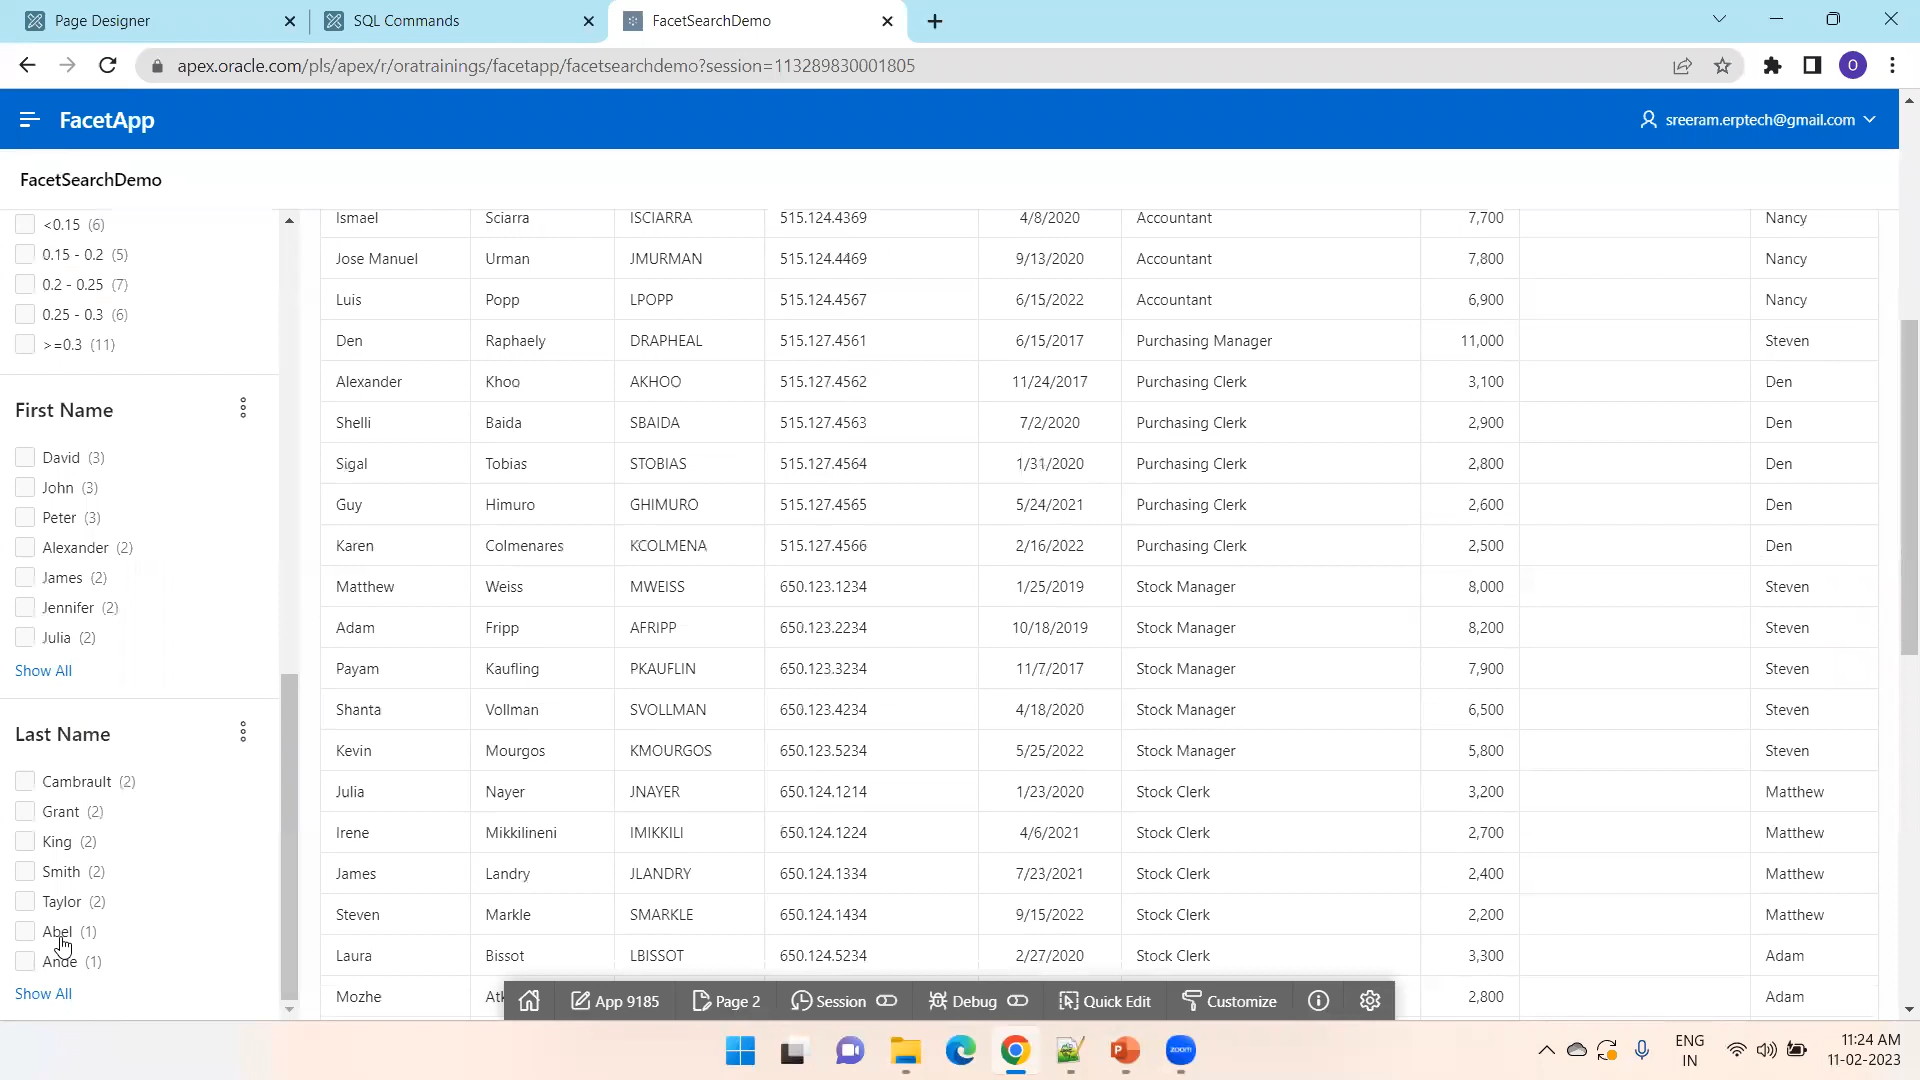 Page Designer
SQL Commands
FacetSearchDemo
apex.oracle.com/pls/apex/r/oratrainings/facetapp/facetsearchdemo?session=113289830001805
O
FacetApp
sreeram.erptech@gmail.com
FacetSearchDemo
<0.15 (6)
0.15 - 0.2 (5)
0.2 - 0.25 (7)
0.25 - 0.3 (6)
>=0.3 (11)
First Name
David (3)
John (3)
Peter (3)
Alexander (2)
James (2)
Jennifer (2)
Julia (2)
Show All
Last Name
Cambrault (2)
Grant (2)
King (2)
Smith (2)
Taylor (2)
Abel (1)
Ande (1)
Show All
Ismael Sciarra ISCIARRA 515.124.4369 4/8/2020 Accountant 7,700 Nancy
Jose Manuel Urman JMURMAN 515.124.4469 9/13/2020 Accountant 7,800 Nancy
Luis Popp LPOPP 515.124.4567 6/15/2022 Accountant 6,900 Nancy
Den Raphaely DRAPHEAL 515.127.4561 6/15/2017 Purchasing Manager 11,000 Steven
Alexander Khoo AKHOO 515.127.4562 11/24/2017 Purchasing Clerk 3,100 Den
Shelli Baida SBAIDA 515.127.4563 7/2/2020 Purchasing Clerk 2,900 Den
Sigal Tobias STOBIAS 515.127.4564 1/31/2020 Purchasing Clerk 2,800 Den
Guy Himuro GHIMURO 515.127.4565 5/24/2021 Purchasing Clerk 2,600 Den
Karen Colmenares KCOLMENA 515.127.4566 2/16/2022 Purchasing Clerk 2,500 Den
Matthew Weiss MWEISS 650.123.1234 1/25/2019 Stock Manager 8,000 Steven
Adam Fripp AFRIPP 650.123.2234 10/18/2019 Stock Manager 8,200 Steven
Payam Kaufling PKAUFLIN 650.123.3234 11/7/2017 Stock Manager 7,900 Steven
Shanta Vollman SVOLLMAN 650.123.4234 4/18/2020 Stock Manager 6,500 Steven
Kevin Mourgos KMOURGOS 650.123.5234 5/25/2022 Stock Manager 5,800 Steven
Julia Nayer JNAYER 650.124.1214 1/23/2020 Stock Clerk 3,200 Matthew
Irene Mikkilineni IMIKKILI 650.124.1224 4/6/2021 Stock Clerk 2,700 Matthew
James Landry JLANDRY 650.124.1334 7/23/2021 Stock Clerk 2,400 Matthew
Steven Markle SMARKLE 650.124.1434 9/15/2022 Stock Clerk 2,200 Matthew
Laura Bissot LBISSOT 650.124.5234 2/27/2020 Stock Clerk 3,300 Adam
Mozhe 2,800 Adam
App 9185 Page 2 Session Debug Quick Edit Customize
zoom
ENG
IN
11:24 AM
11-02-2023